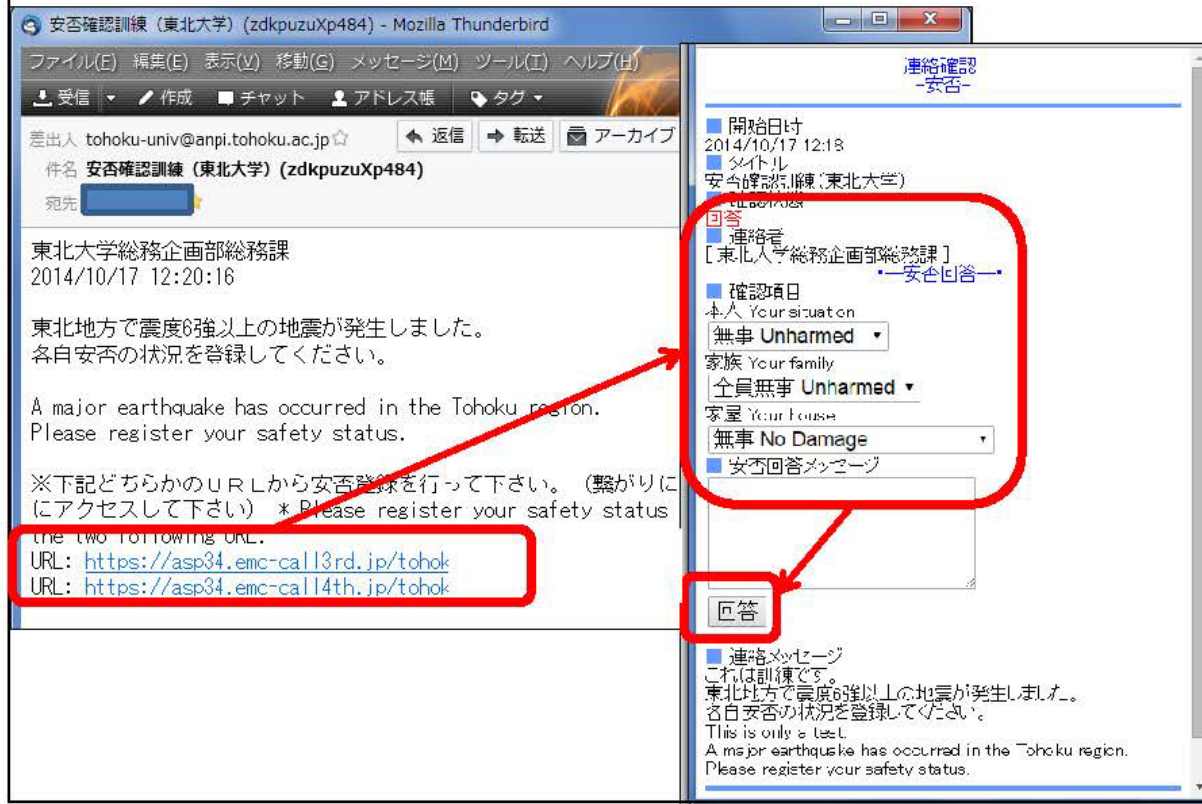 安否確認訓練（東北大学）(zdkpuzuXp484) - Mozilla Thunderbird
ファイル(F) 編集(E) 表示(V) 移動(G) メッセージ(M) ツール(T) ヘルプ(H)
受信 作成 チャット アドレス帳 タグ
差出人 tohoku-univ@anpi.tohoku.ac.jp
返信 転送 アーカイブ
件名 安否確認訓練（東北大学）(zdkpuzuXp484)
宛先
東北大学総務企画部総務課
2014/10/17 12:20:16
東北地方で震度6強以上の地震が発生しました。
各自安否の状況を登録してください。
A major earthquake has occurred in the Tohoku region.
Please register your safety status.
※下記どちらかのＵＲＬから安否登録を行って下さい。（繋がりに
にアクセスして下さい） * Please register your safety status
the two following URL.
URL: https://asp34.emc-call3rd.jp/tohok
URL: https://asp34.emc-call4th.jp/tohok
連絡確認
-安否-
■ 開始日時
2014/10/17 12:18
■ タイトル
安否確認訓練(東北大学)
■ 確認状態
回答
■ 連絡者
[ 東北大学総務企画部総務課 ]
•—安否回答—•
■ 確認項目
本人 Your situation
無事 Unharmed
家族 Your family
全員無事 Unharmed
家屋 Your house
無事 No Damage
■ 安否回答メッセージ
回答
■ 連絡メッセージ
これは訓練です。
東北地方で震度6強以上の地震が発生しました。
各自安否の状況を登録してください。
This is only a test.
A major earthquake has occurred in the Tohoku region.
Please register your safety status.